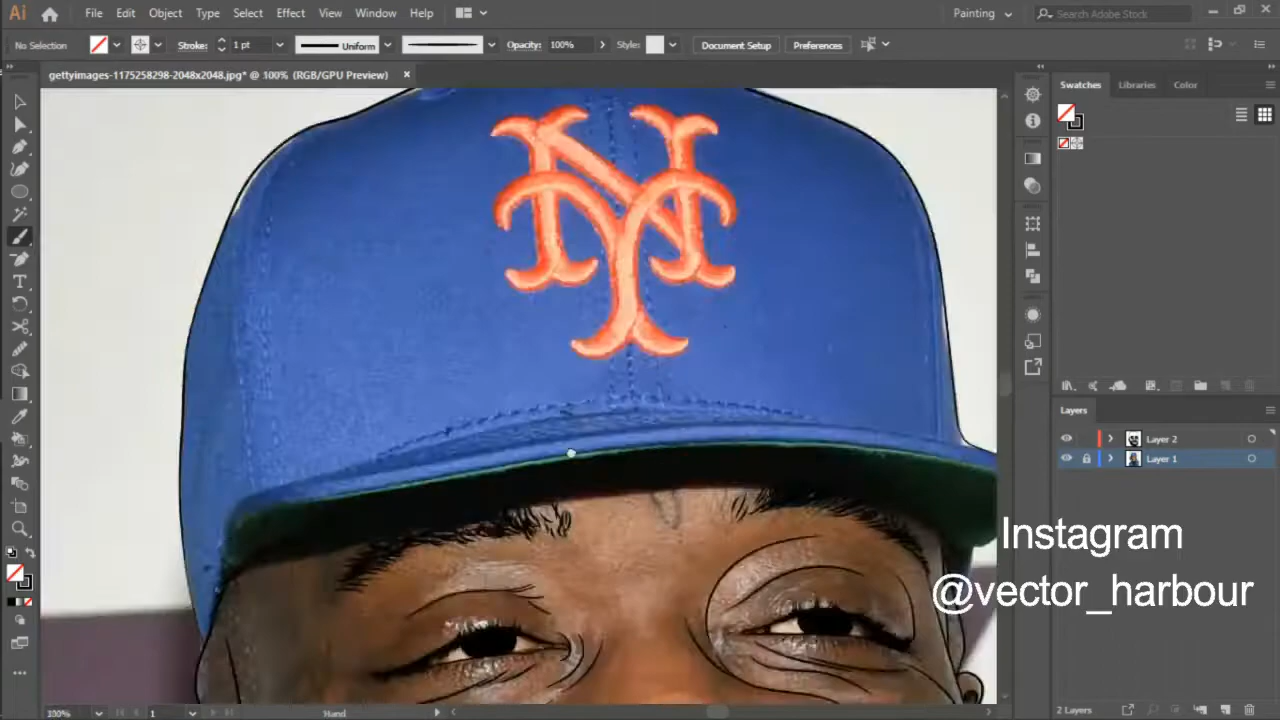 Ai File Edit Object Type Select Effect View Window Help Painting Search Adobe Stock
No Selection Stroke: 1 pt Uniform Opacity: 100% Style: Document Setup Preferences
gettyimages-1175258298-2048x2048.jpg* @ 100% (RGB/GPU Preview) ×
Swatches Libraries Color
NY
Layers
Layer 2
Layer 1
Instagram
@vector_harbour
100% 1 Hand 2 Layers